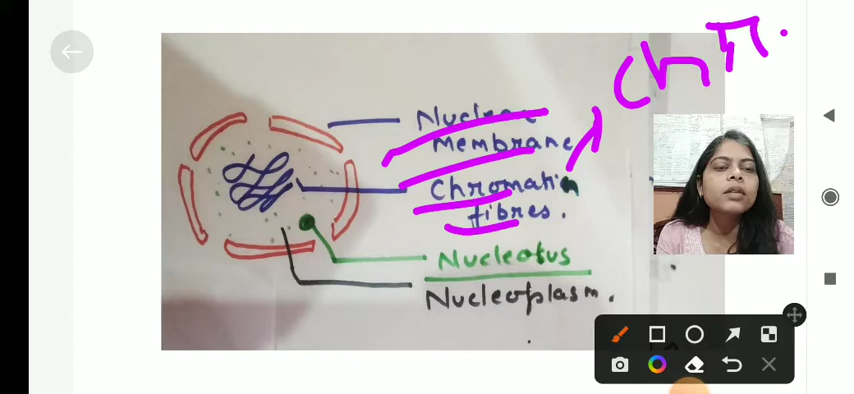 Nuclear
Membrane
Chromatin
fibres.
Nucleolus
Nucleoplasm.